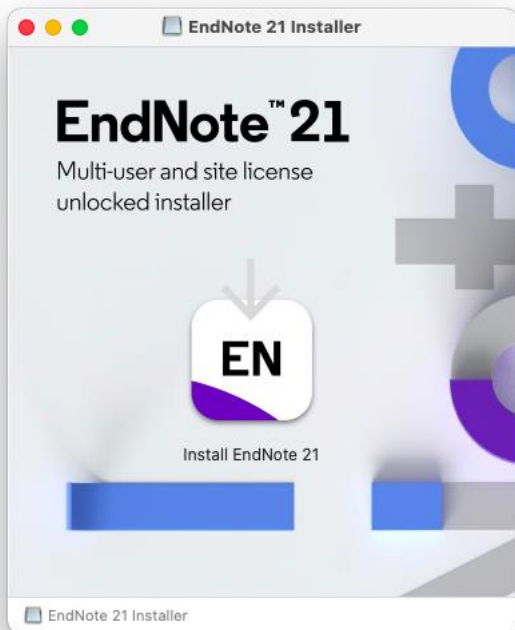 EndNote 21 Installer
EndNote™ 21
Multi-user and site license
unlocked installer
EN
Install EndNote 21
EndNote 21 Installer